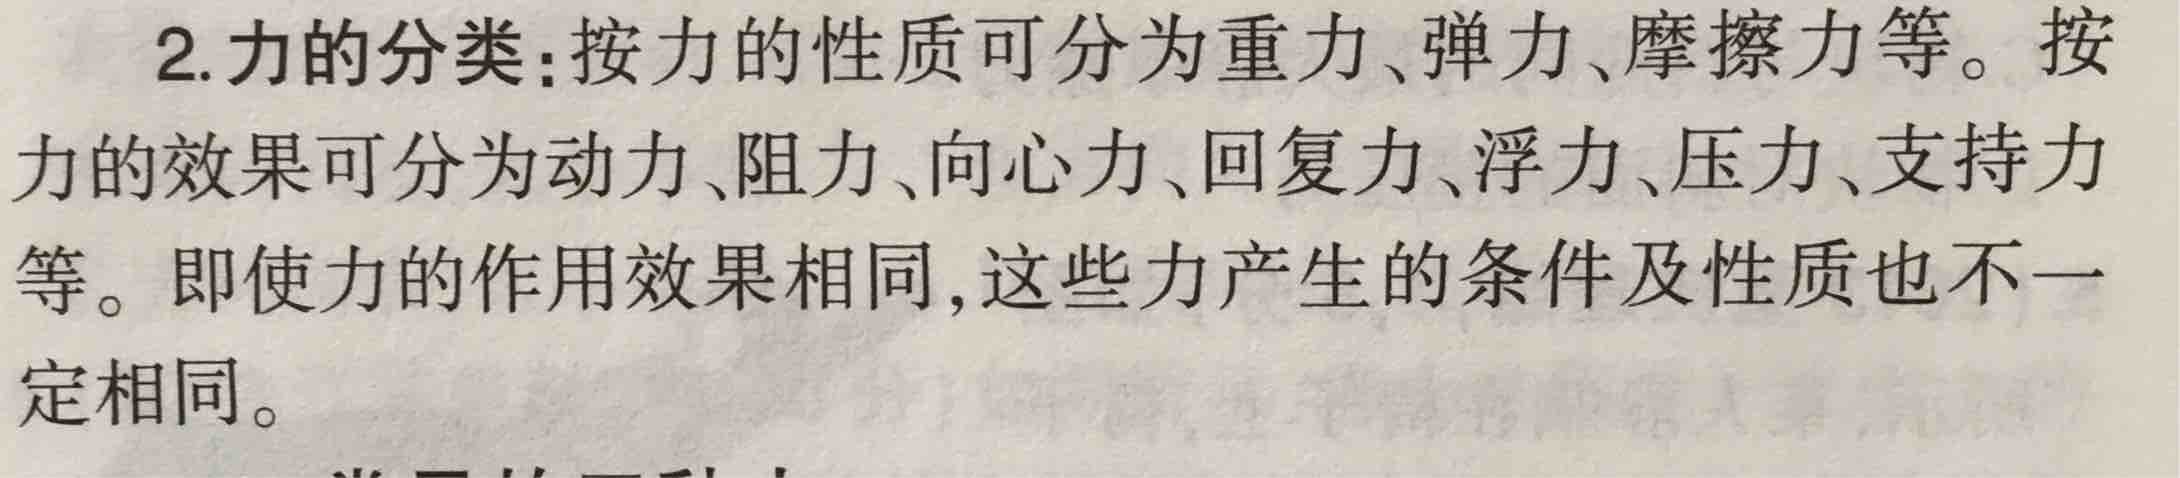 2.力的分类:按力的性质可分为重力、弹力、摩擦力等。按
力的效果可分为动力、阻力、向心力、回复力、浮力、压力、支持力
等。即使力的作用效果相同,这些力产生的条件及性质也不一
定相同。